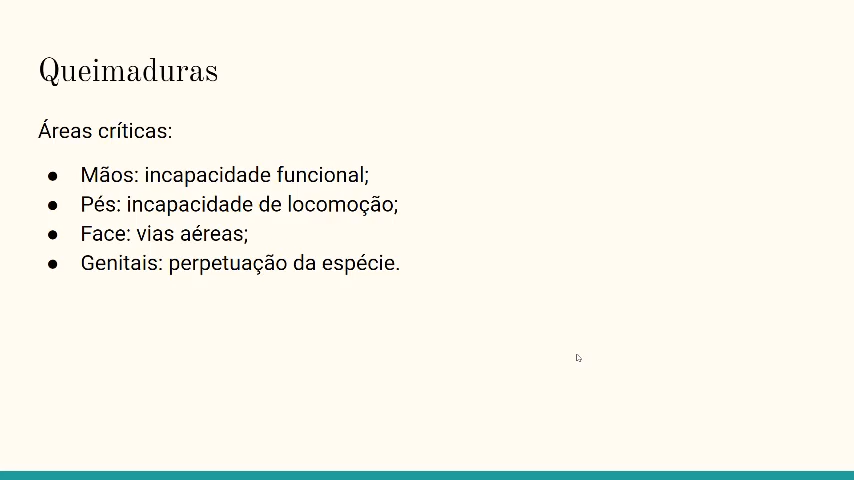 Queimaduras
Áreas críticas:
● Mãos: incapacidade funcional;
● Pés: incapacidade de locomoção;
● Face: vias aéreas;
● Genitais: perpetuação da espécie.